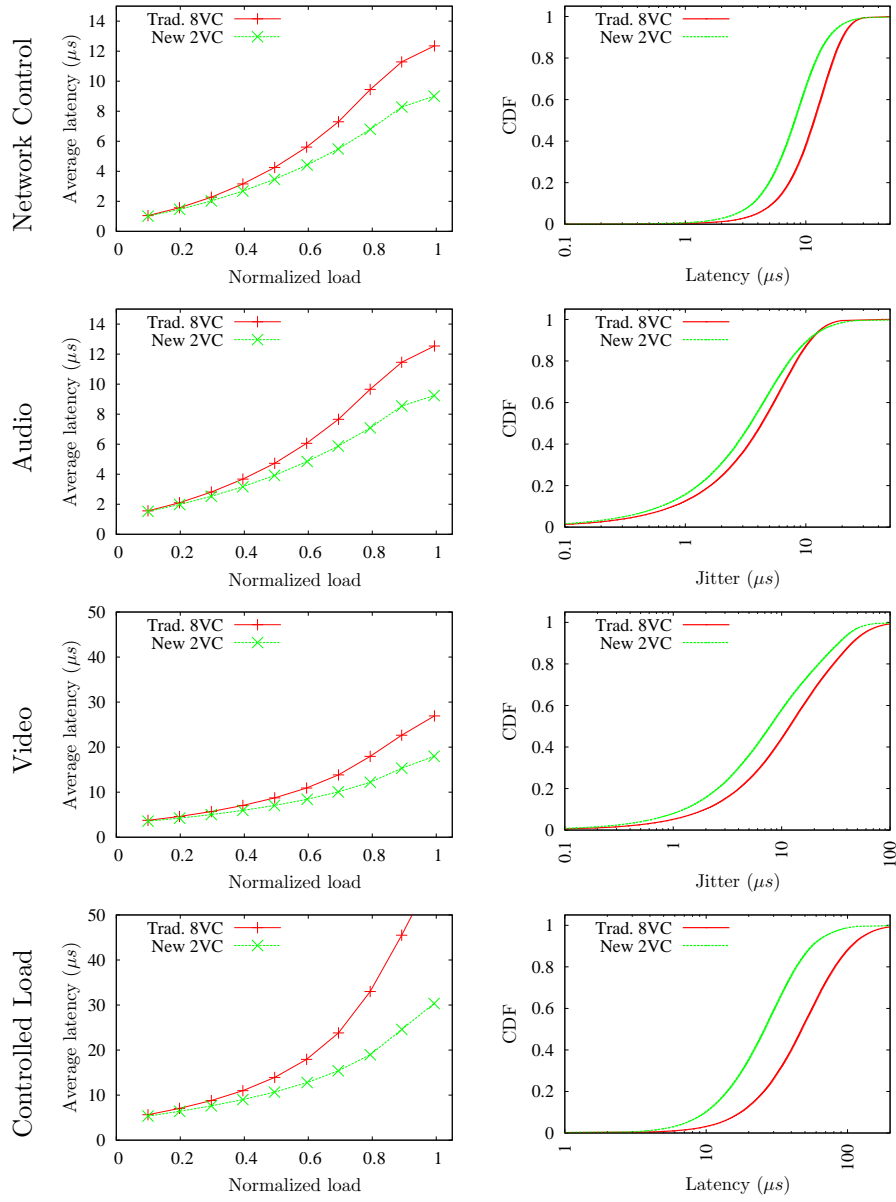 Network Control
Average latency (μs)
14
12
10
8
6
4
2
0
Trad. 8VC
New 2VC
0 0.2 0.4 0.6 0.8 1
Normalized load
CDF
1
0.8
0.6
0.4
0.2
0
Trad. 8VC
New 2VC
0.1 1 10
Latency (μs)
Audio
Average latency (μs)
14
12
10
8
6
4
2
0
Trad. 8VC
New 2VC
0 0.2 0.4 0.6 0.8 1
Normalized load
CDF
1
0.8
0.6
0.4
0.2
0
Trad. 8VC
New 2VC
0.1 1 10
Jitter (μs)
Video
Average latency (μs)
50
40
30
20
10
0
Trad. 8VC
New 2VC
0 0.2 0.4 0.6 0.8 1
Normalized load
CDF
1
0.8
0.6
0.4
0.2
0
Trad. 8VC
New 2VC
0.1 1 10 100
Jitter (μs)
Controlled Load
Average latency (μs)
50
40
30
20
10
0
Trad. 8VC
New 2VC
0 0.2 0.4 0.6 0.8 1
Normalized load
CDF
1
0.8
0.6
0.4
0.2
0
Trad. 8VC
New 2VC
1 10 100
Latency (μs)